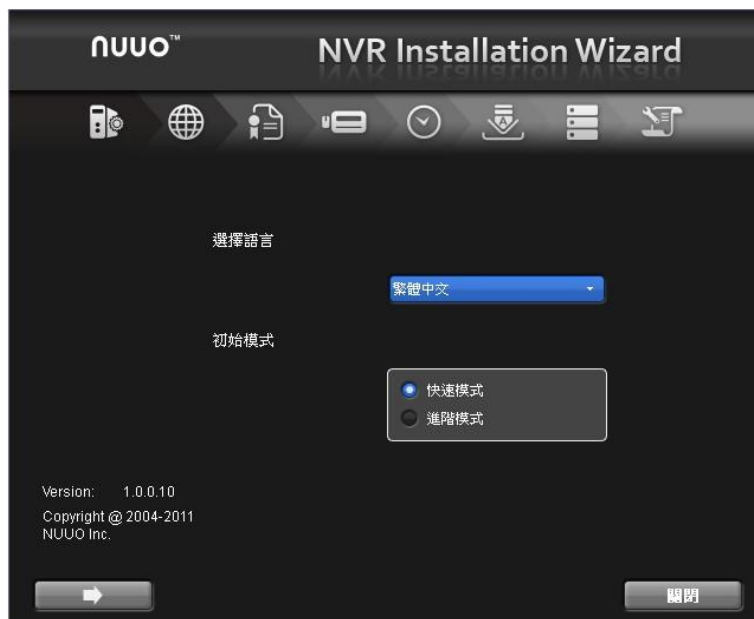 nuuo™
NVR Installation Wizard
選擇語言
繁體中文
初始模式
快速模式
進階模式
Version: 1.0.0.10
Copyright @ 2004-2011
NUUO Inc.
關閉